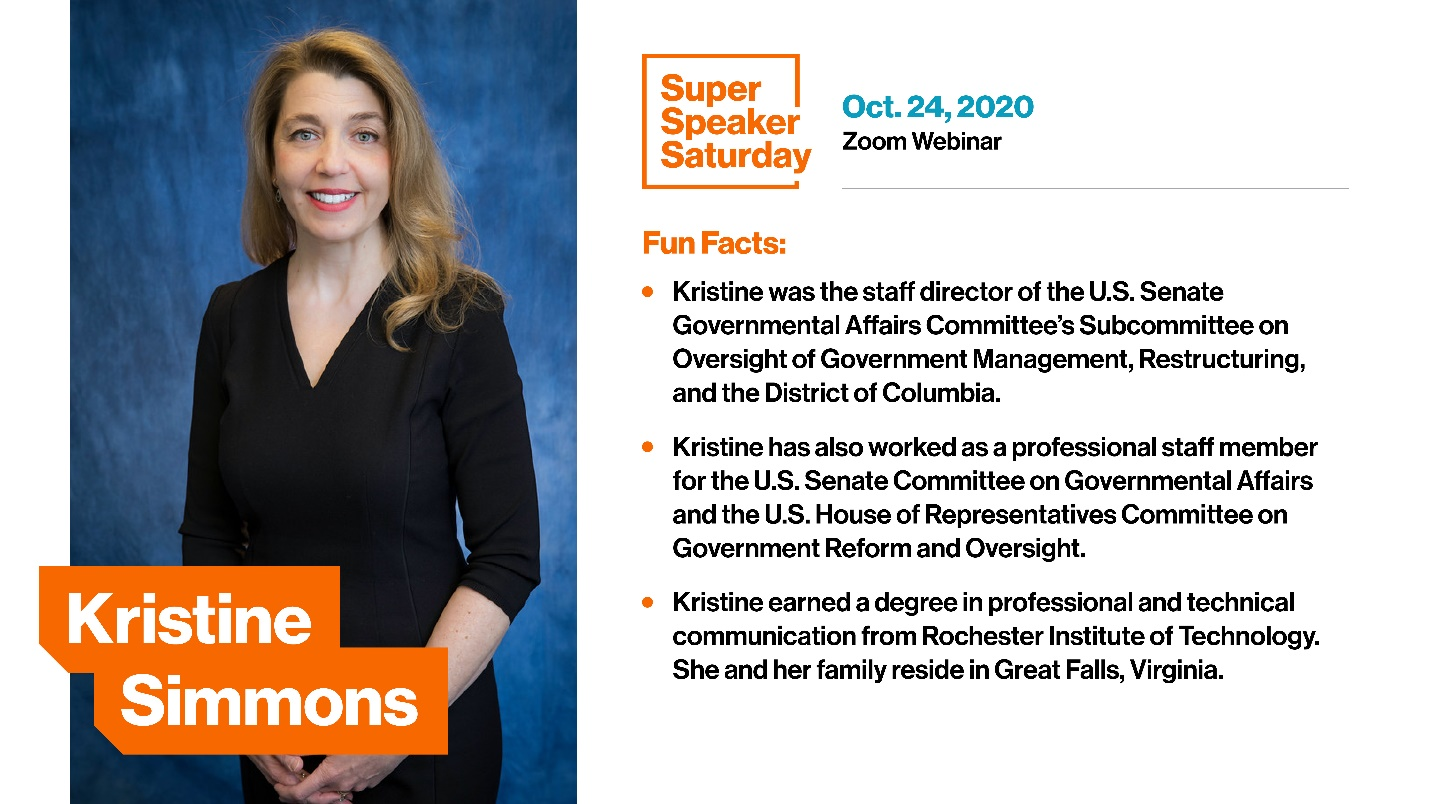 Super
Speaker
Saturday
Oct. 24, 2020
Zoom Webinar
Fun Facts:
• Kristine was the staff director of the U.S. Senate
Governmental Affairs Committee’s Subcommittee on
Oversight of Government Management, Restructuring,
and the District of Columbia.
• Kristine has also worked as a professional staff member
for the U.S. Senate Committee on Governmental Affairs
and the U.S. House of Representatives Committee on
Government Reform and Oversight.
• Kristine earned a degree in professional and technical
communication from Rochester Institute of Technology.
She and her family reside in Great Falls, Virginia.
Kristine
Simmons